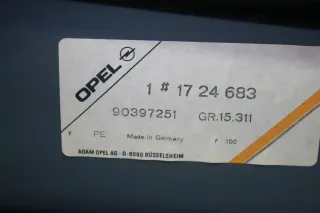 OPEL
1 # 17 24 683
90397251 GR.15.311
PE Made in Germany r 100
ADAM OPEL AG - D-6090 RÜSSELSHEIM